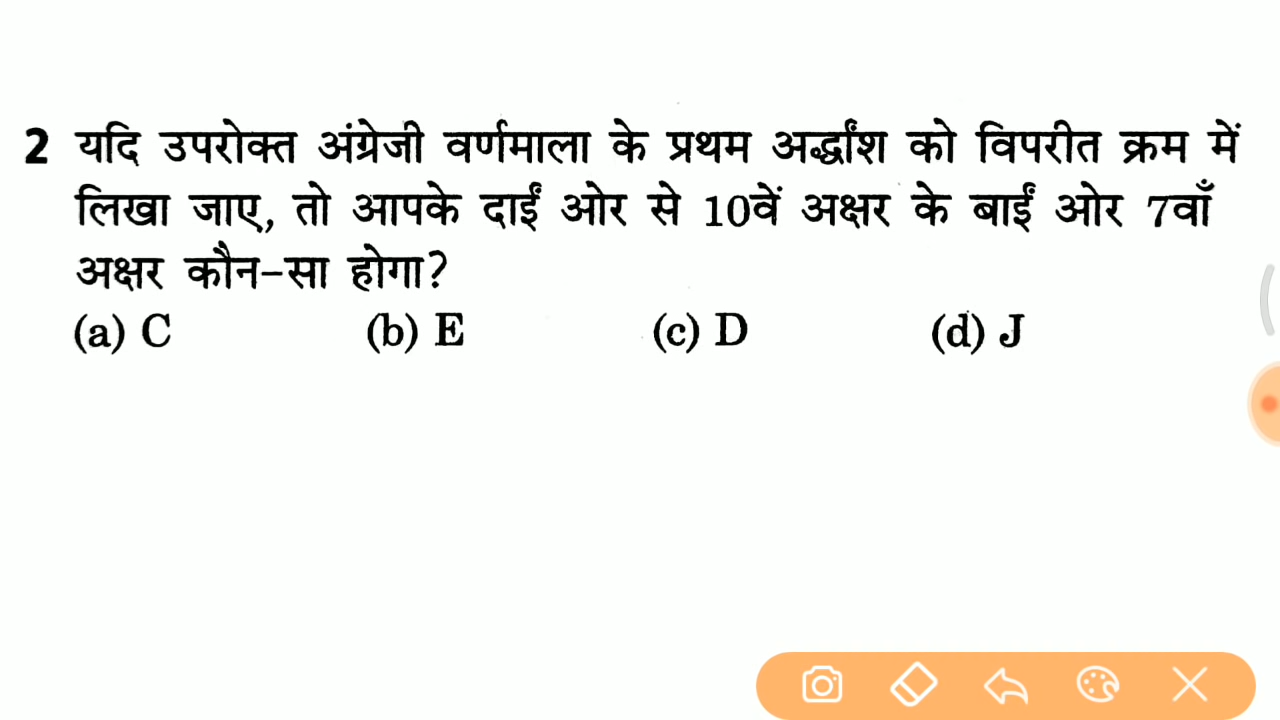 2 यदि उपरोक्त अंग्रेजी वर्णमाला के प्रथम अर्द्धांश को विपरीत क्रम में
लिखा जाए, तो आपके दाईं ओर से 10वें अक्षर के बाईं ओर 7वाँ
अक्षर कौन-सा होगा?
(a) C (b) E (c) D (d) J